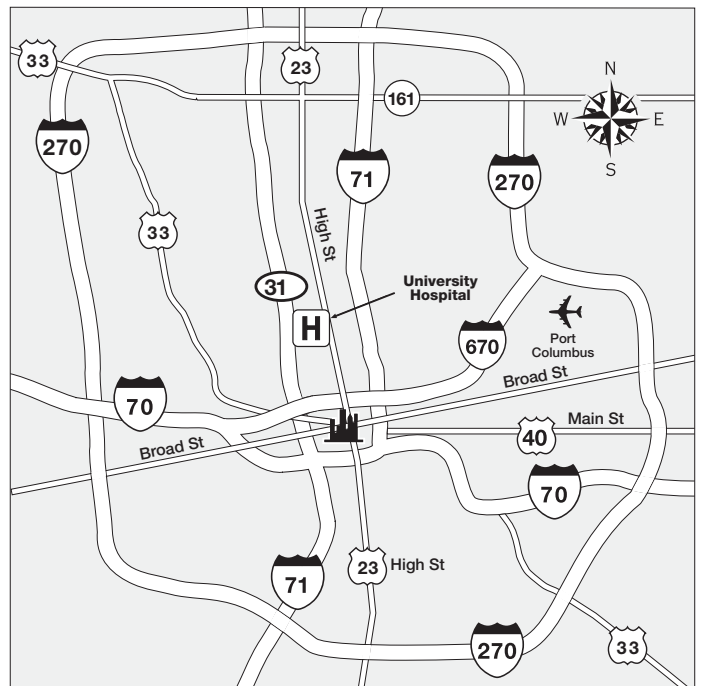 33
23
N
161
W
E
270
71
270
S
33
High St
31
University
Hospital
H
670
Port
Columbus
70
Broad St
Main St
40
Broad St
70
23
High St
71
270
33